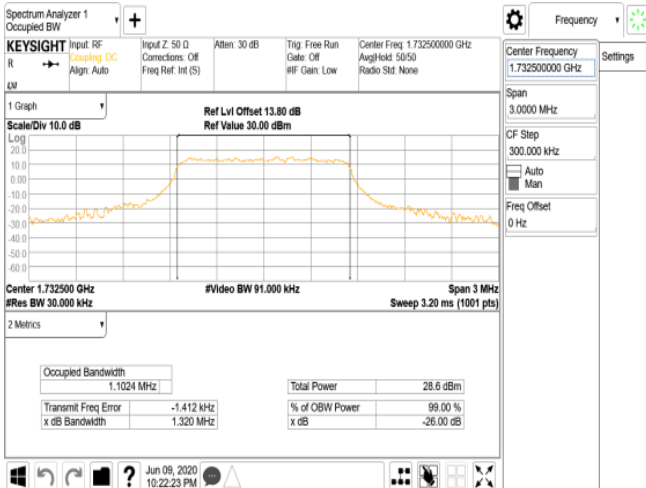 Spectrum Analyzer 1
Occupied BW
+
Frequency
KEYSIGHT
R
LXI
Input: RF
Coupling: DC
Align: Auto
Input Z: 50 Ω
Corrections: Off
Freq Ref: Int (S)
Atten: 30 dB
Trig: Free Run
Gate: Off
#IF Gain: Low
Center Freq: 1.732500000 GHz
Avg|Hold: 50/50
Radio Std: None
Center Frequency
1.732500000 GHz
Settings
Span
3.0000 MHz
CF Step
300.000 kHz
Auto
Man
Freq Offset
0 Hz
1 Graph
Scale/Div 10.0 dB
Ref Lvl Offset 13.80 dB
Ref Value 30.00 dBm
Log
20.0
10.0
0.00
-10.0
-20.0
-30.0
-40.0
-50.0
-60.0
Center 1.732500 GHz
#Res BW 30.000 kHz
#Video BW 91.000 kHz
Span 3 MHz
Sweep 3.20 ms (1001 pts)
2 Metrics
Occupied Bandwidth
1.1024 MHz
Transmit Freq Error -1.412 kHz
x dB Bandwidth 1.320 MHz
Total Power 28.6 dBm
% of OBW Power 99.00 %
x dB -26.00 dB
?
Jun 09, 2020
10:22:23 PM